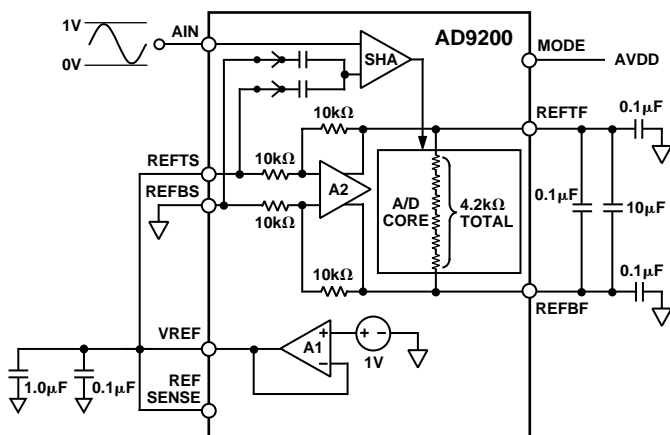 1V
0V
AIN
AD9200
SHA
MODE
AVDD
10kΩ
REFTF
0.1µF
REFTS
10kΩ
REFBS
A2
10kΩ
A/D
CORE
4.2kΩ
TOTAL
0.1µF
10µF
10kΩ
0.1µF
REFBF
VREF
A1
+
–
+ –
1V
1.0µF
0.1µF
REF
SENSE